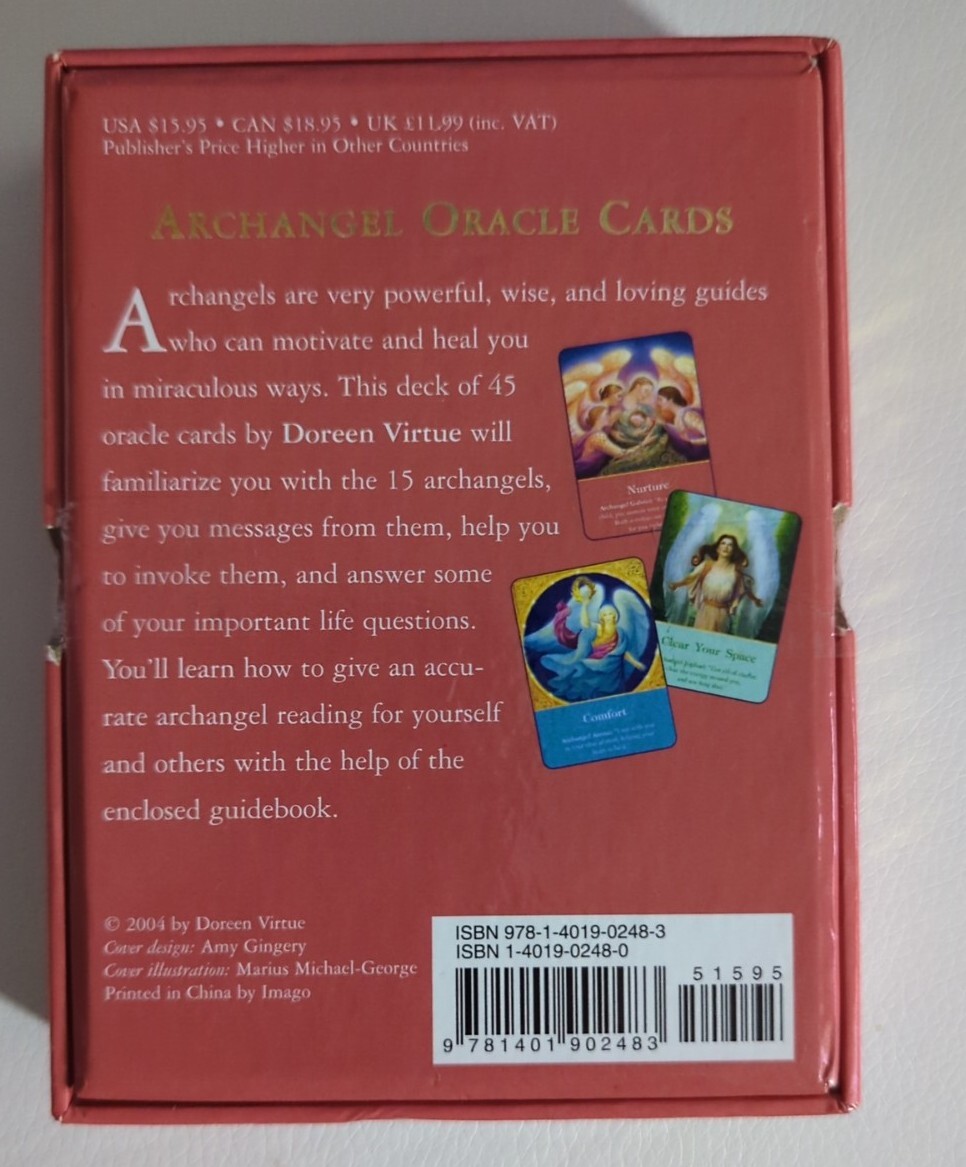 USA $15.95 • CAN $18.95 • UK £11.99 (inc. VAT)
Publisher's Price Higher in Other Countries
ARCHANGEL ORACLE CARDS
Archangels are very powerful, wise, and loving guides
who can motivate and heal you
in miraculous ways. This deck of 45
oracle cards by Doreen Virtue will
familiarize you with the 15 archangels,
give you messages from them, help you
to invoke them, and answer some
of your important life questions.
You'll learn how to give an accu-
rate archangel reading for yourself
and others with the help of the
enclosed guidebook.
Nurture
Archangel Gabriel:
Clear Your Space
Comfort
Archangel Azrael:
© 2004 by Doreen Virtue
Cover design: Amy Gingery
Cover illustration: Marius Michael-George
Printed in China by Imago
ISBN 978-1-4019-0248-3
ISBN 1-4019-0248-0
51595
9 781401 902483